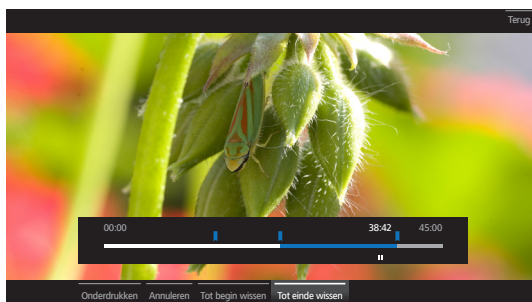 Terug
00:00 38:42 45:00
Onderdrukken Annuleren Tot begin wissen Tot einde wissen